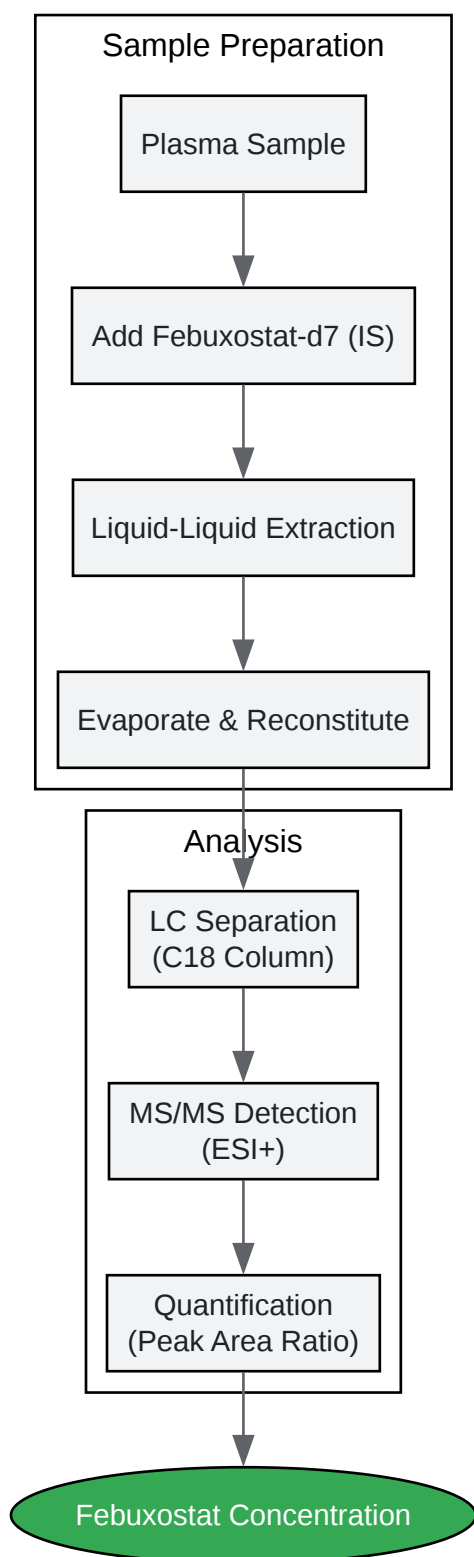 Sample Preparation
Plasma Sample
Add Febuxostat-d7 (IS)
Liquid-Liquid Extraction
Evaporate & Reconstitute
Analysis
LC Separation
(C18 Column)
MS/MS Detection
(ESI+)
Quantification
(Peak Area Ratio)
Febuxostat Concentration